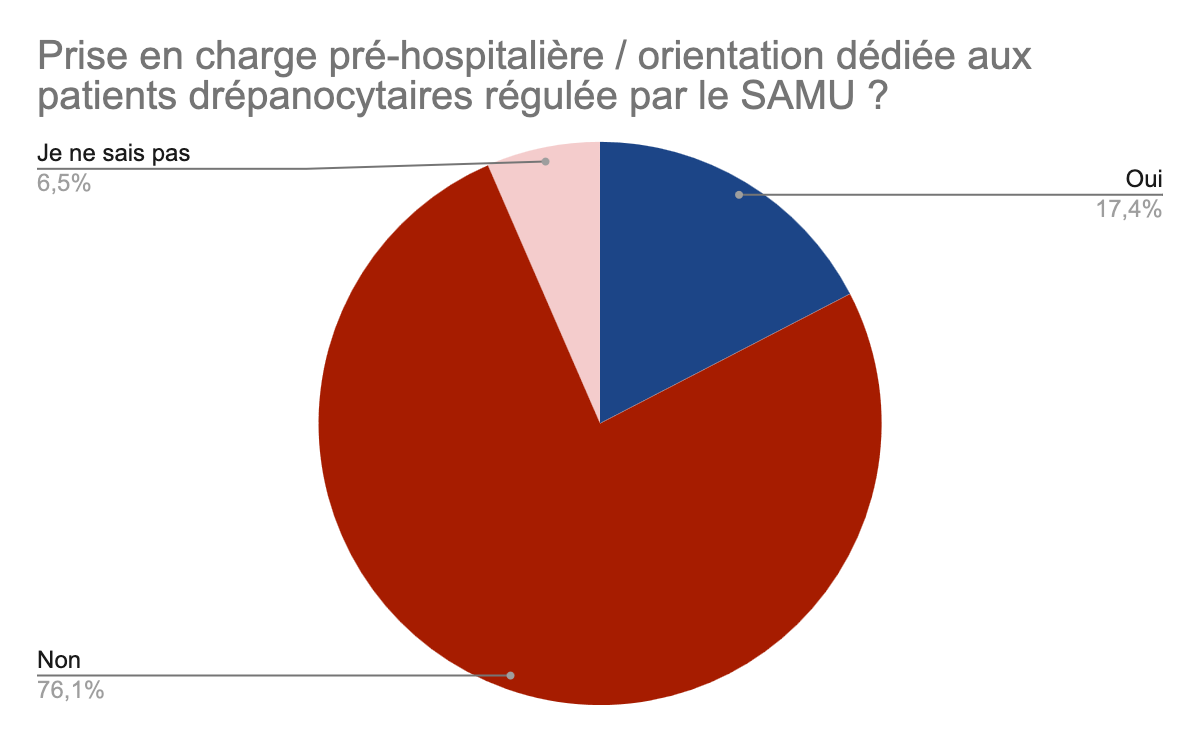 Prise en charge pré-hospitalière / orientation dédiée aux
patients drépanocytaires régulée par le SAMU ?
Je ne sais pas
6,5%
Oui
17,4%
Non
76,1%